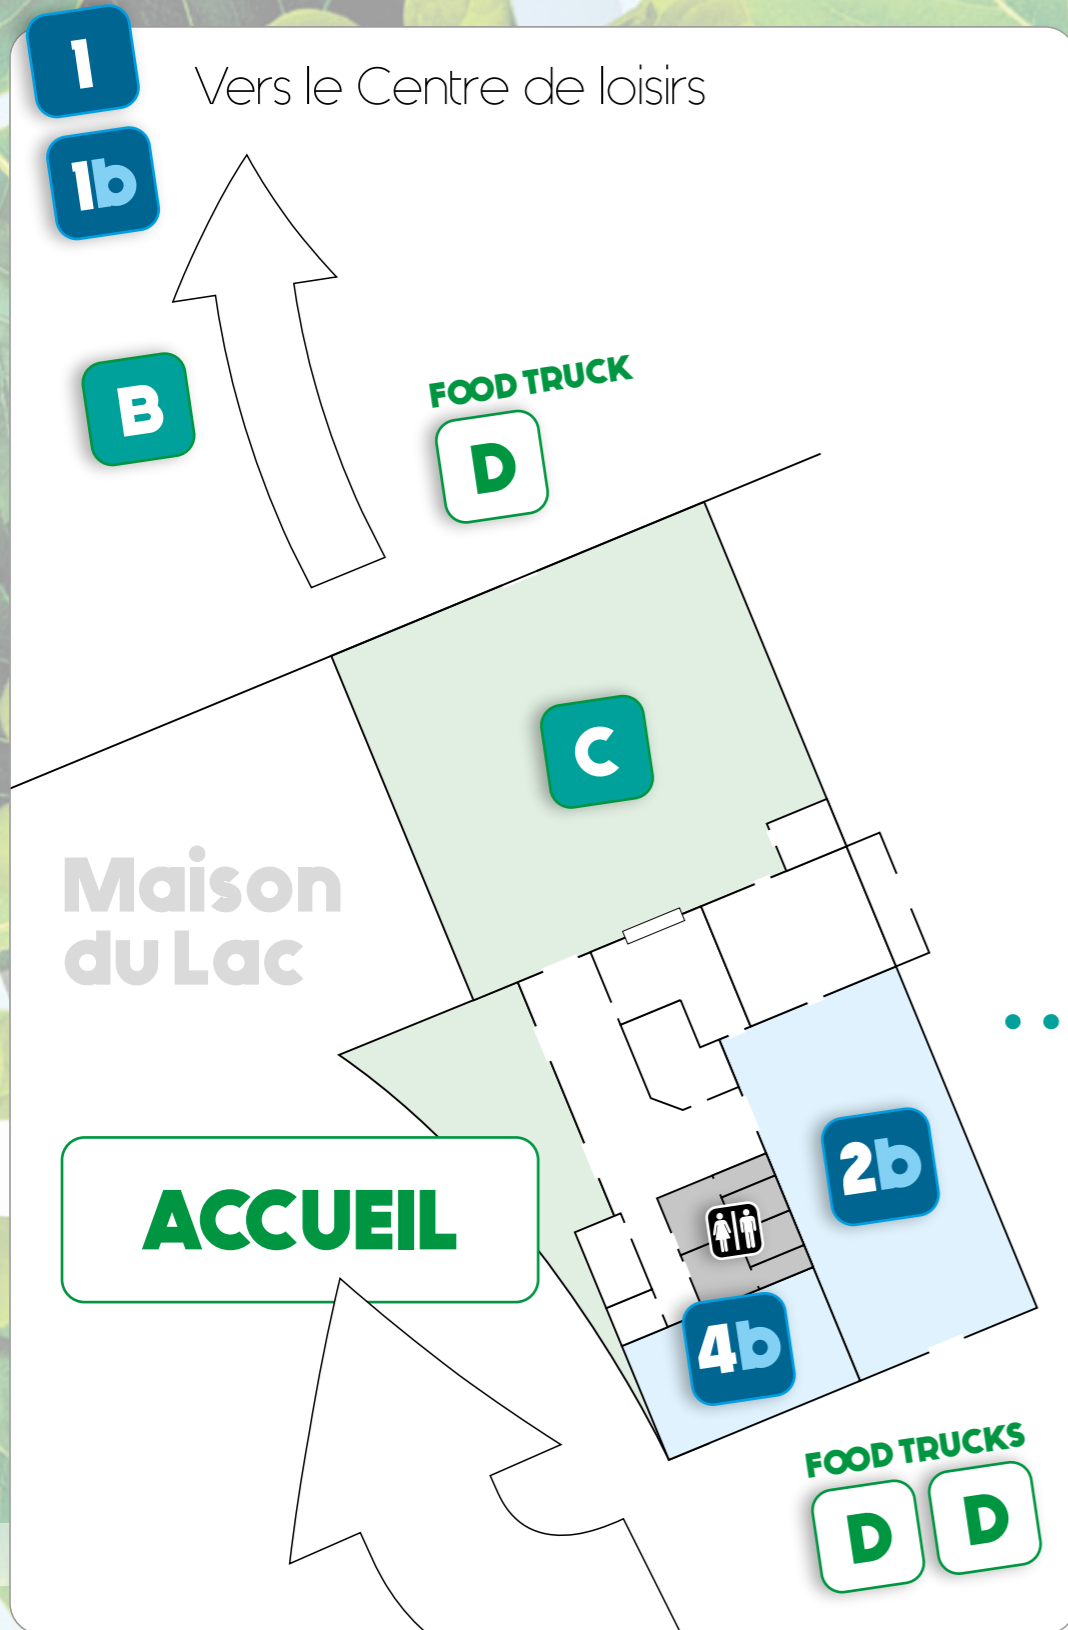 1
Vers le Centre de loisirs
1b
B
FOOD TRUCK
D
C
Maison
du Lac
ACCUEIL
2b
4b
FOOD TRUCKS
D D